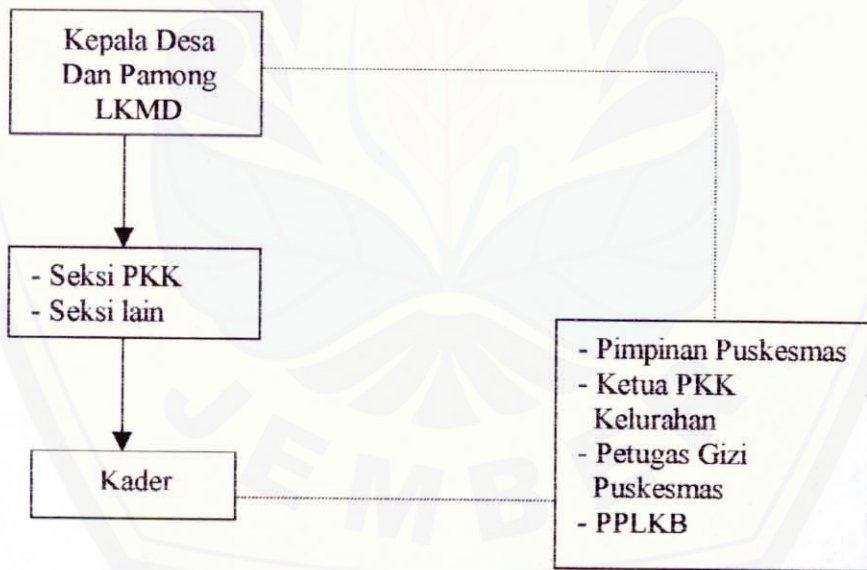 Kepala Desa
Dan Pamong
LKMD
- Seksi PKK
- Seksi lain
Kader
- Pimpinan Puskesmas
- Ketua PKK
Kelurahan
- Petugas Gizi
Puskesmas
- PPLKB
JEMBER